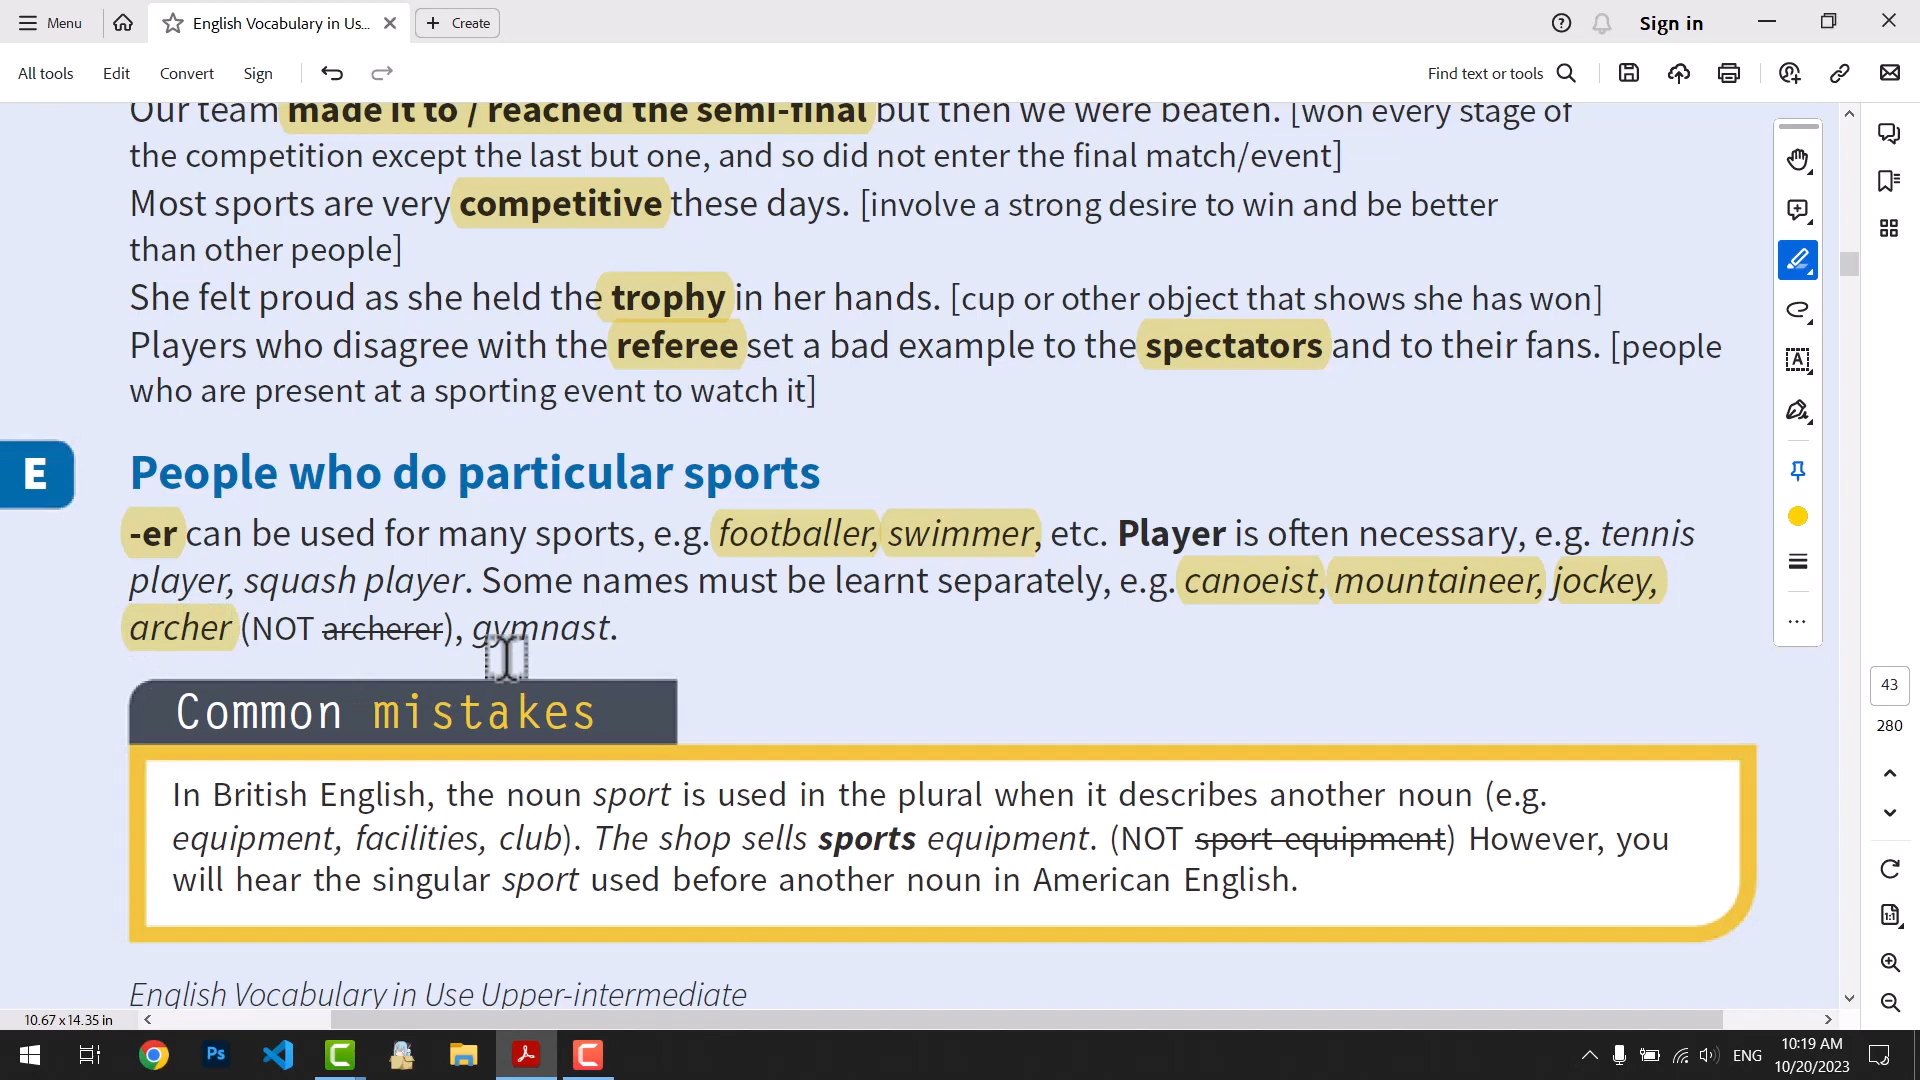 Menu
English Vocabulary in Us...
Create
Sign in
All tools
Edit
Convert
Sign
Find text or tools
Our team made it to / reached the semi-final but then we were beaten. [won every stage of
the competition except the last but one, and so did not enter the final match/event]
Most sports are very competitive these days. [involve a strong desire to win and be better
than other people]
She felt proud as she held the trophy in her hands. [cup or other object that shows she has won]
Players who disagree with the referee set a bad example to the spectators and to their fans. [people
who are present at a sporting event to watch it]
E
People who do particular sports
-er can be used for many sports, e.g. footballer, swimmer, etc. Player is often necessary, e.g. tennis
player, squash player. Some names must be learnt separately, e.g. canoeist, mountaineer, jockey,
archer (NOT archerer), gymnast.
Common mistakes
In British English, the noun sport is used in the plural when it describes another noun (e.g.
equipment, facilities, club). The shop sells sports equipment. (NOT sport equipment) However, you
will hear the singular sport used before another noun in American English.
English Vocabulary in Use Upper-intermediate
43
280
10.67 x 14.35 in
Ps
ENG
10:19 AM
10/20/2023